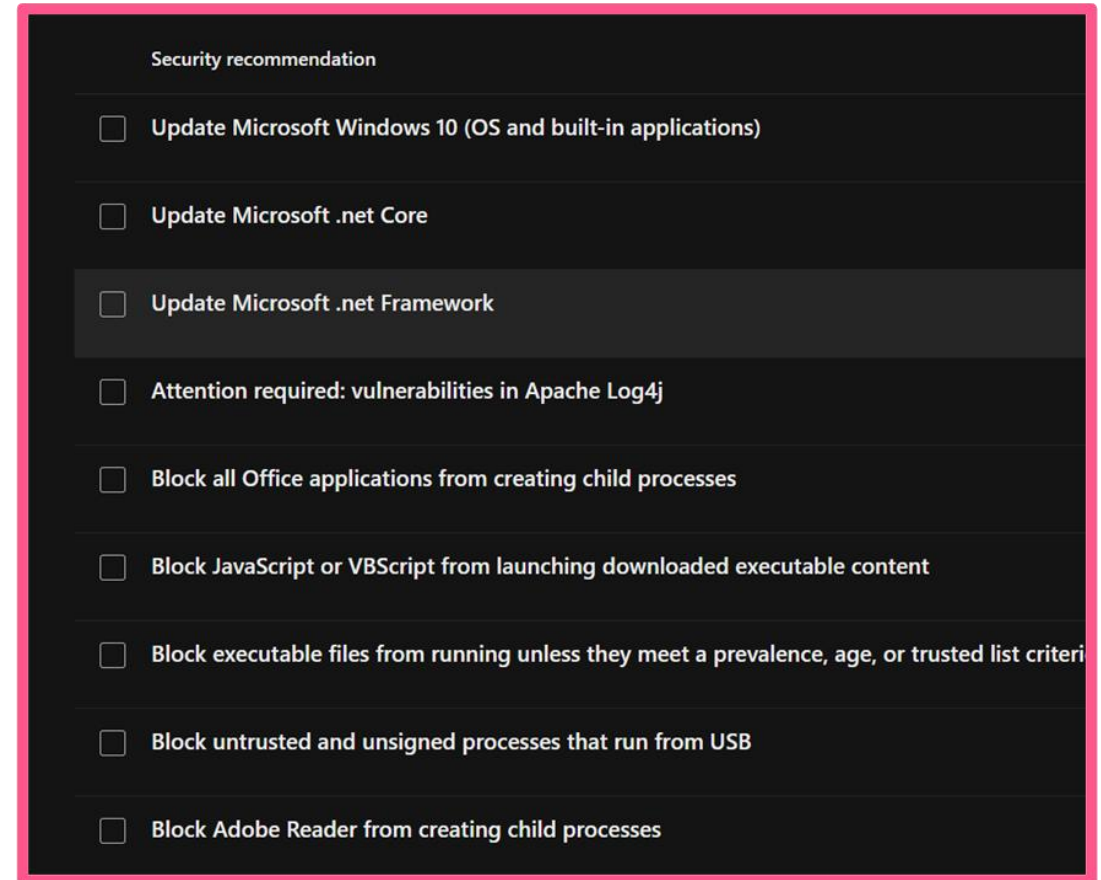 Security recommendation
Update Microsoft Windows 10 (OS and built-in applications)
Update Microsoft .net Core
Update Microsoft .net Framework
Attention required: vulnerabilities in Apache Log4j
Block all Office applications from creating child processes
Block JavaScript or VBScript from launching downloaded executable content
Block executable files from running unless they meet a prevalence, age, or trusted list criteri
Block untrusted and unsigned processes that run from USB
Block Adobe Reader from creating child processes